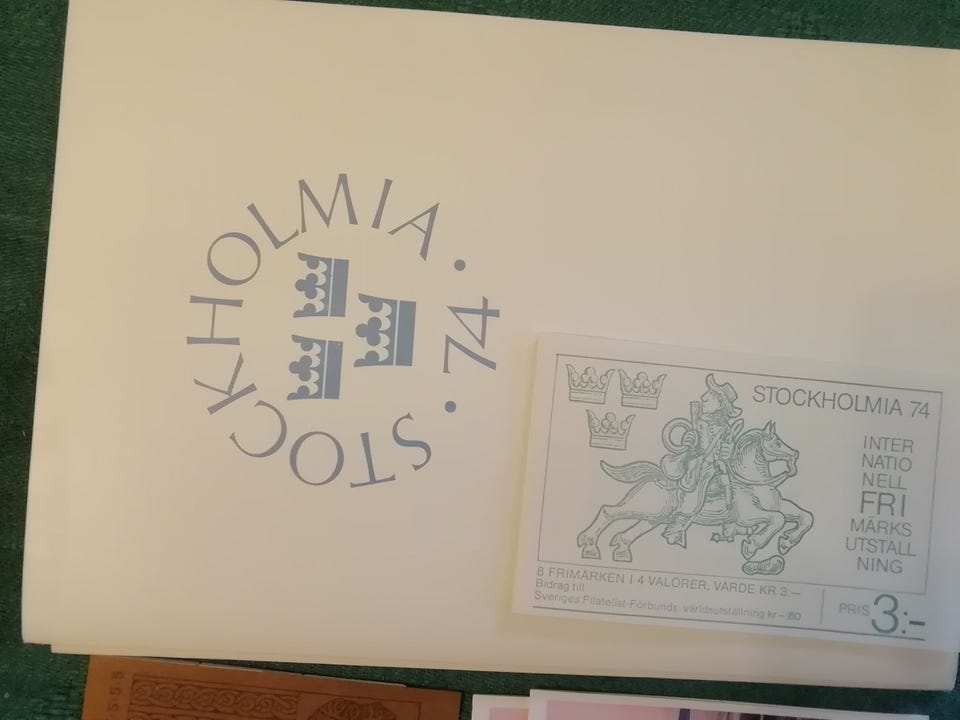 STOCKHOLMIA · 74 ·
STOCKHOLMIA 74
INTER
NATIO
NELL
FRI
MÄRKS
UTSTÄLL
NING
8 FRIMÄRKEN I 4 VALÖRER, VÄRDE KR 3:–
Bidrag till
Sveriges Filatelist-Förbunds världsutställning kr –:80
PRIS 3:-